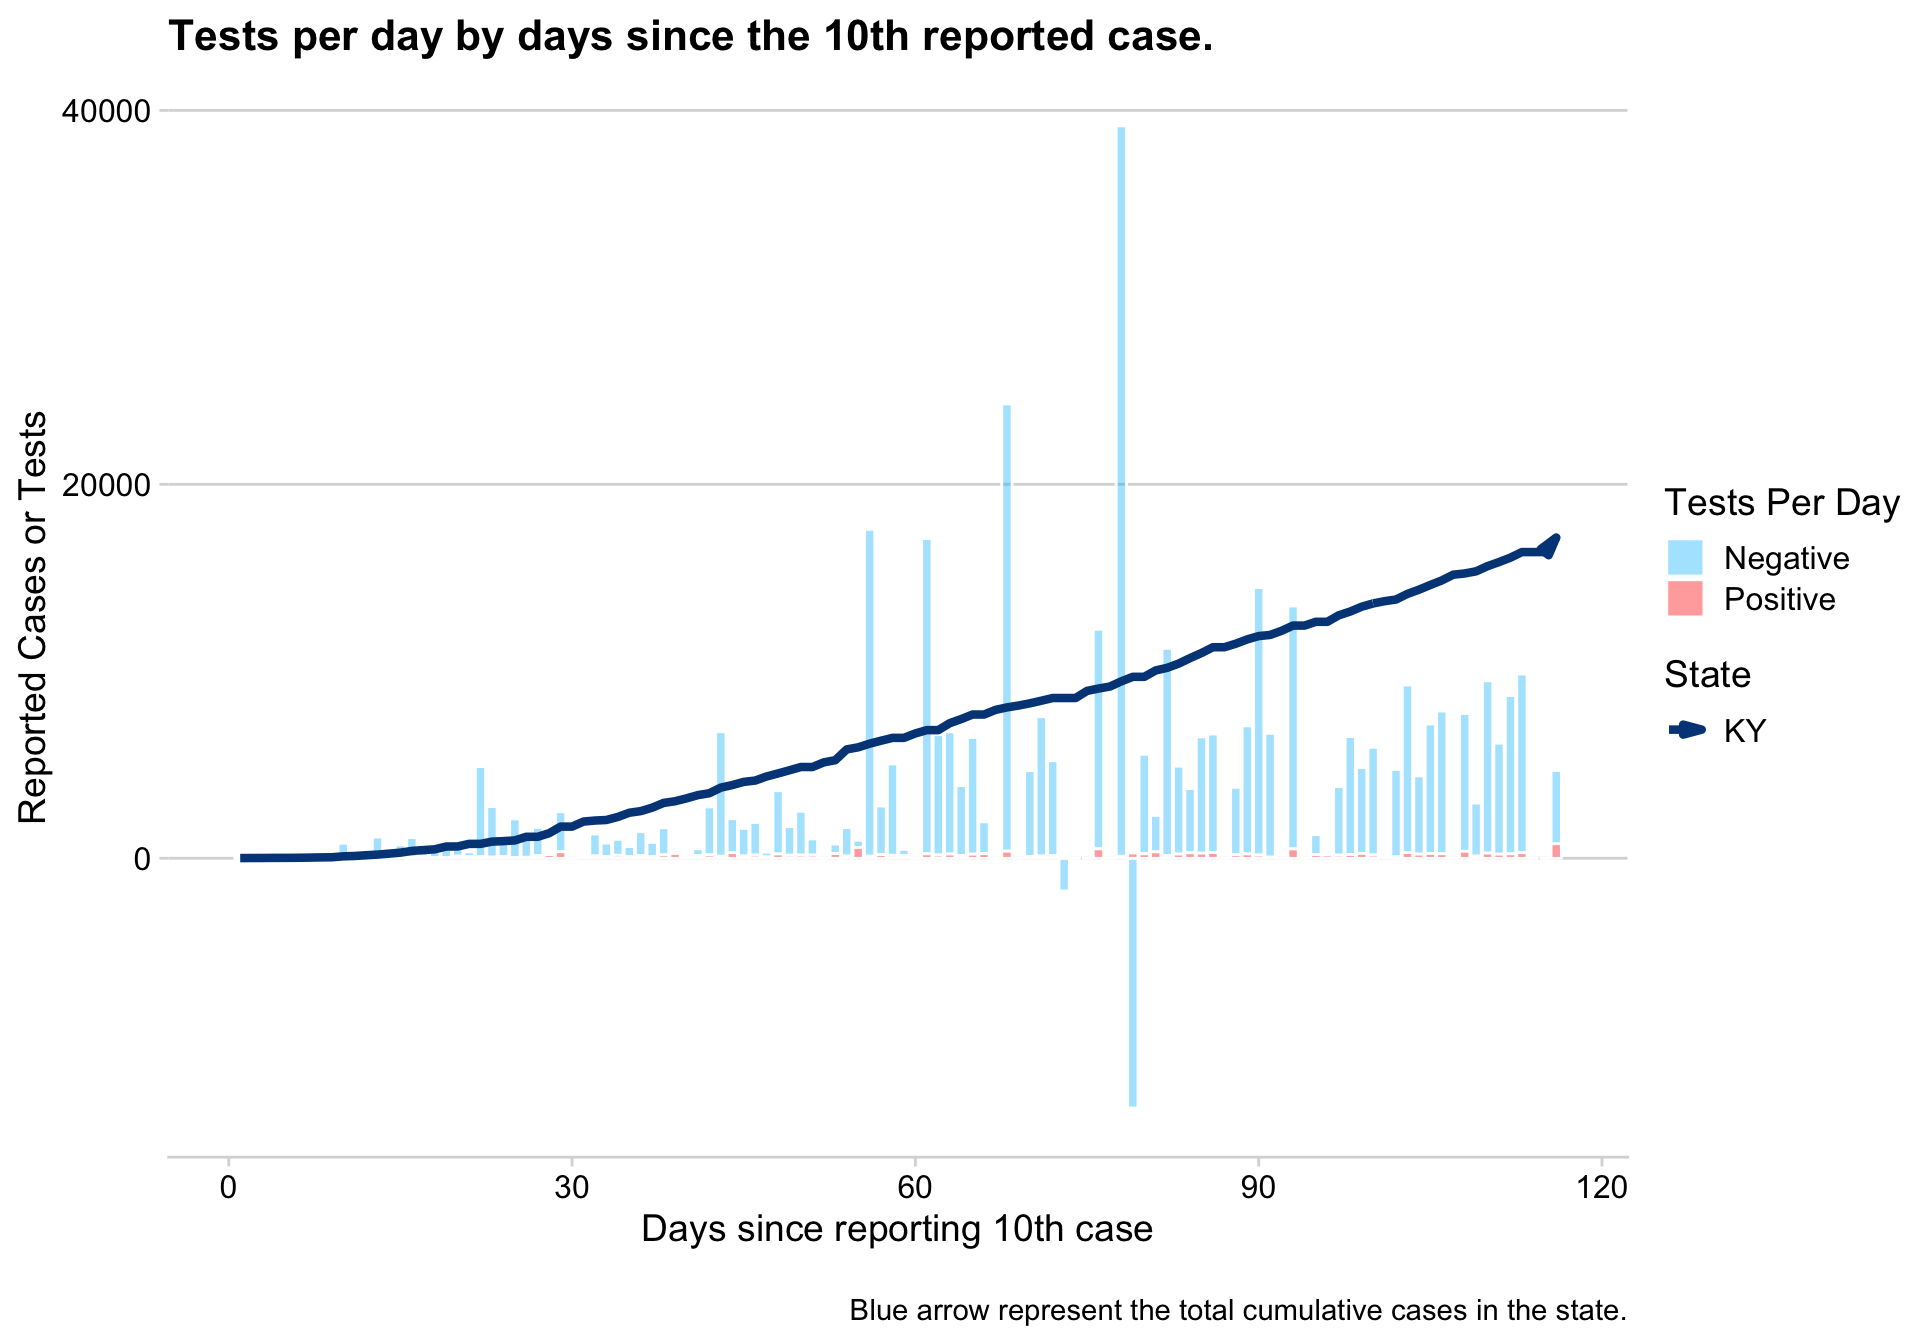 Tests per day by days since the 10th reported case.
40000
20000
0
Reported Cases or Tests
0
30
60
90
120
Days since reporting 10th case
Tests Per Day
Negative
Positive
State
KY
Blue arrow represent the total cumulative cases in the state.